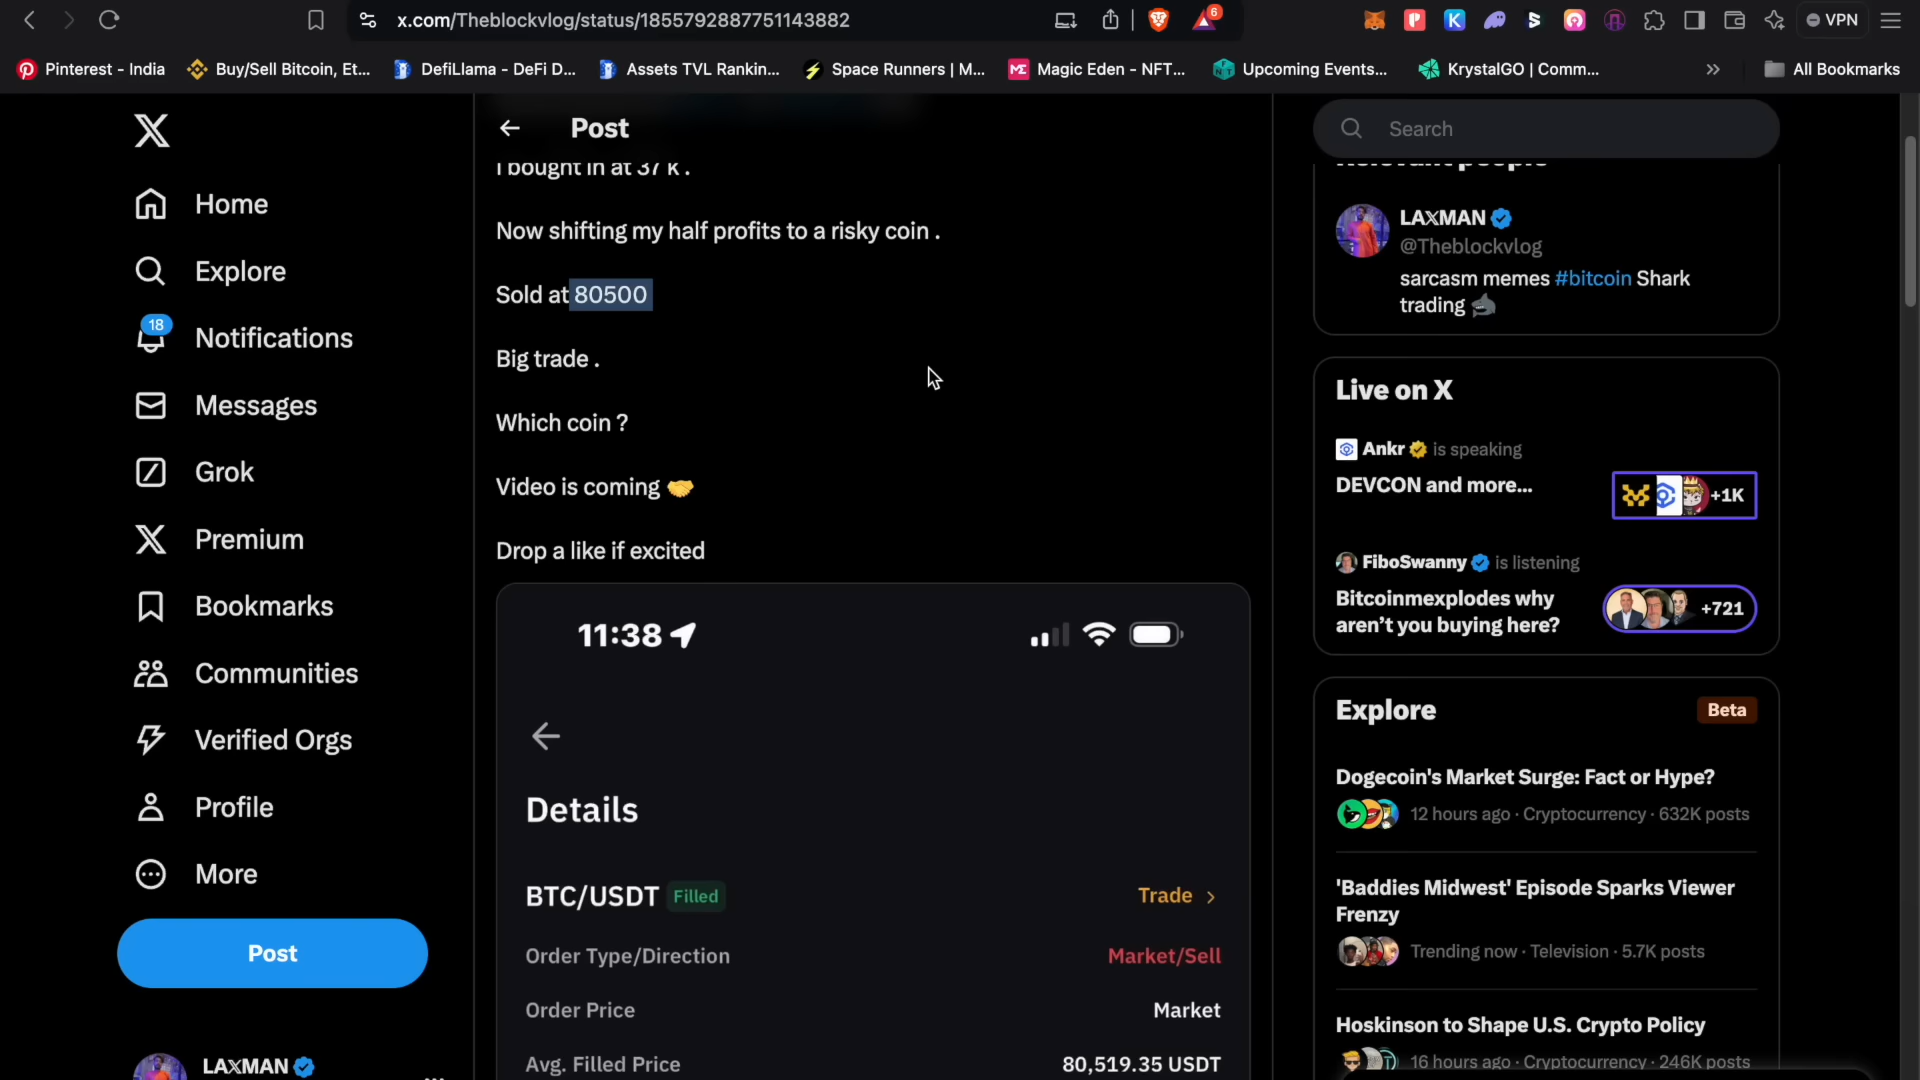 x.com/Theblockvlog/status/1855792887751143882
6
VPN
Pinterest - India
Buy/Sell Bitcoin, Et...
DefiLlama - DeFi D...
Assets TVL Rankin...
Space Runners | M...
Magic Eden - NFT...
Upcoming Events...
KrystalGO | Comm...
All Bookmarks
Home
Explore
18
Notifications
Messages
Grok
Premium
Bookmarks
Communities
Verified Orgs
Profile
More
Post
LAXMAN
Post
I bought in at 37 k .
Now shifting my half profits to a risky coin .
Sold at 80500
Big trade .
Which coin ?
Video is coming 🤝
Drop a like if excited
11:38
Details
BTC/USDT Filled
Trade >
Order Type/Direction
Market/Sell
Order Price
Market
Avg. Filled Price
80,519.35 USDT
Search
Relevant people
LAXMAN
@Theblockvlog
sarcasm memes #bitcoin Shark
trading 🦈
Live on X
Ankr is speaking
DEVCON and more...
+1K
FiboSwanny is listening
Bitcoinmexplodes why
aren't you buying here?
+721
Explore
Beta
Dogecoin's Market Surge: Fact or Hype?
12 hours ago · Cryptocurrency · 632K posts
'Baddies Midwest' Episode Sparks Viewer
Frenzy
Trending now · Television · 5.7K posts
Hoskinson to Shape U.S. Crypto Policy
16 hours ago · Cryptocurrency · 246K posts